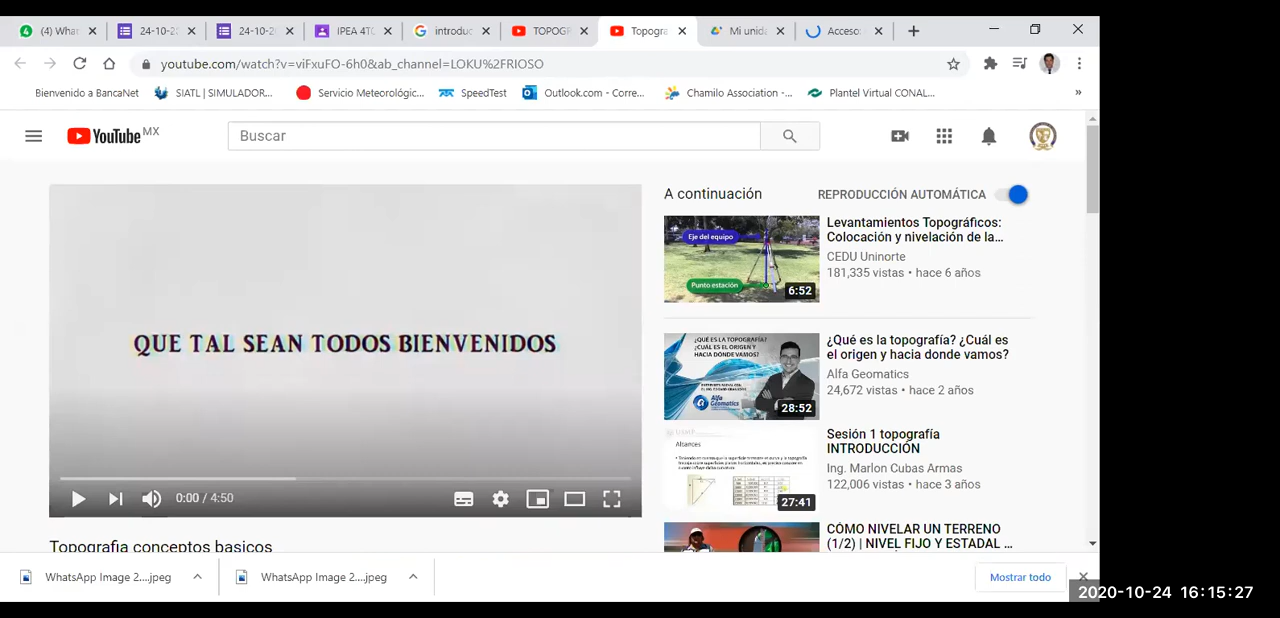 (4) What
24-10-2
24-10-2
IPEA 4TO
introduc
TOPOGR
Topogra
Mi unida
Acceso:
youtube.com/watch?v=viFxuFO-6h0&ab_channel=LOKU%2FRIOSO
Bienvenido a BancaNet
SIATL | SIMULADOR...
Servicio Meteorológic...
SpeedTest
Outlook.com - Corre...
Chamilo Association -...
Plantel Virtual CONAL...
»
YouTube MX
Buscar
QUE TAL SEAN TODOS BIENVENIDOS
0:00 / 4:50
Topografia conceptos basicos
A continuación
REPRODUCCIÓN AUTOMÁTICA
Eje del equipo
Punto estación
6:52
Levantamientos Topográficos:
Colocación y nivelación de la...
CEDU Uninorte
181,335 vistas • hace 6 años
¿QUÉ ES LA TOPOGRAFÍA?
¿CUÁL ES EL ORIGEN Y
HACIA DONDE VAMOS?
Alfa
Geomatics
28:52
¿Qué es la topografía? ¿Cuál es
el origen y hacia donde vamos?
Alfa Geomatics
24,672 vistas • hace 2 años
Alcances
27:41
Sesión 1 topografía
INTRODUCCIÓN
Ing. Marlon Cubas Armas
122,006 vistas • hace 3 años
CÓMO NIVELAR UN TERRENO
(1/2) | NIVEL FIJO Y ESTADAL ...
WhatsApp Image 2....jpeg
WhatsApp Image 2....jpeg
Mostrar todo
2020-10-24 16:15:27